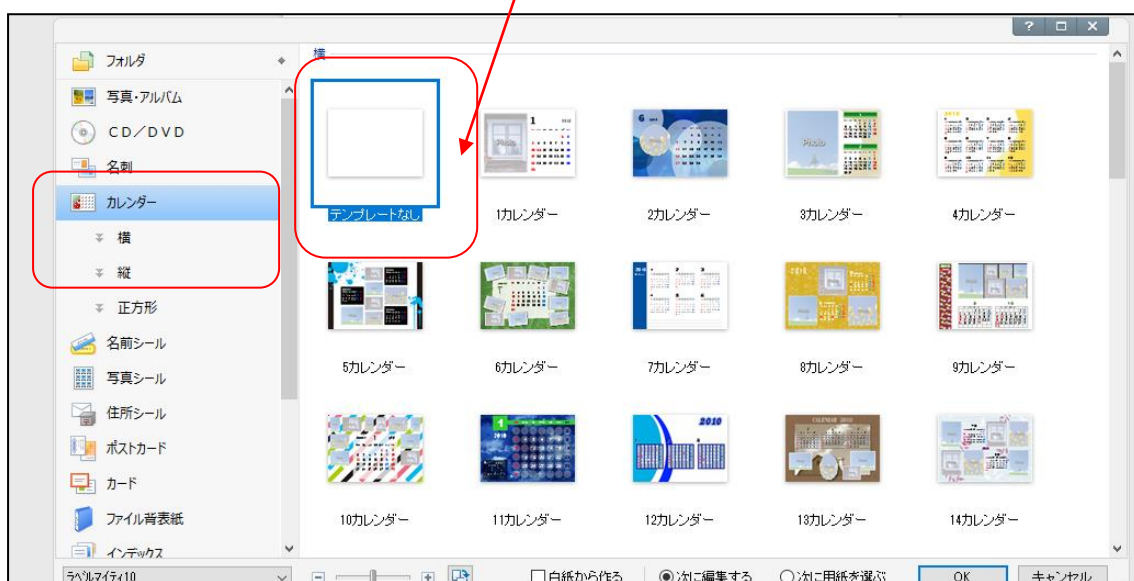 フォルダ
写真・アルバム
CD/DVD
名刺
カレンダー
横
縦
正方形
名前シール
写真シール
住所シール
ポストカード
カード
ファイル背表紙
インデックス
横
テンプレートなし
1カレンダー
2カレンダー
3カレンダー
4カレンダー
5カレンダー
6カレンダー
7カレンダー
8カレンダー
9カレンダー
10カレンダー
11カレンダー
12カレンダー
13カレンダー
14カレンダー
ラベルマイティ10
白紙から作る
次に編集する
次に用紙を選ぶ
OK
キャンセル